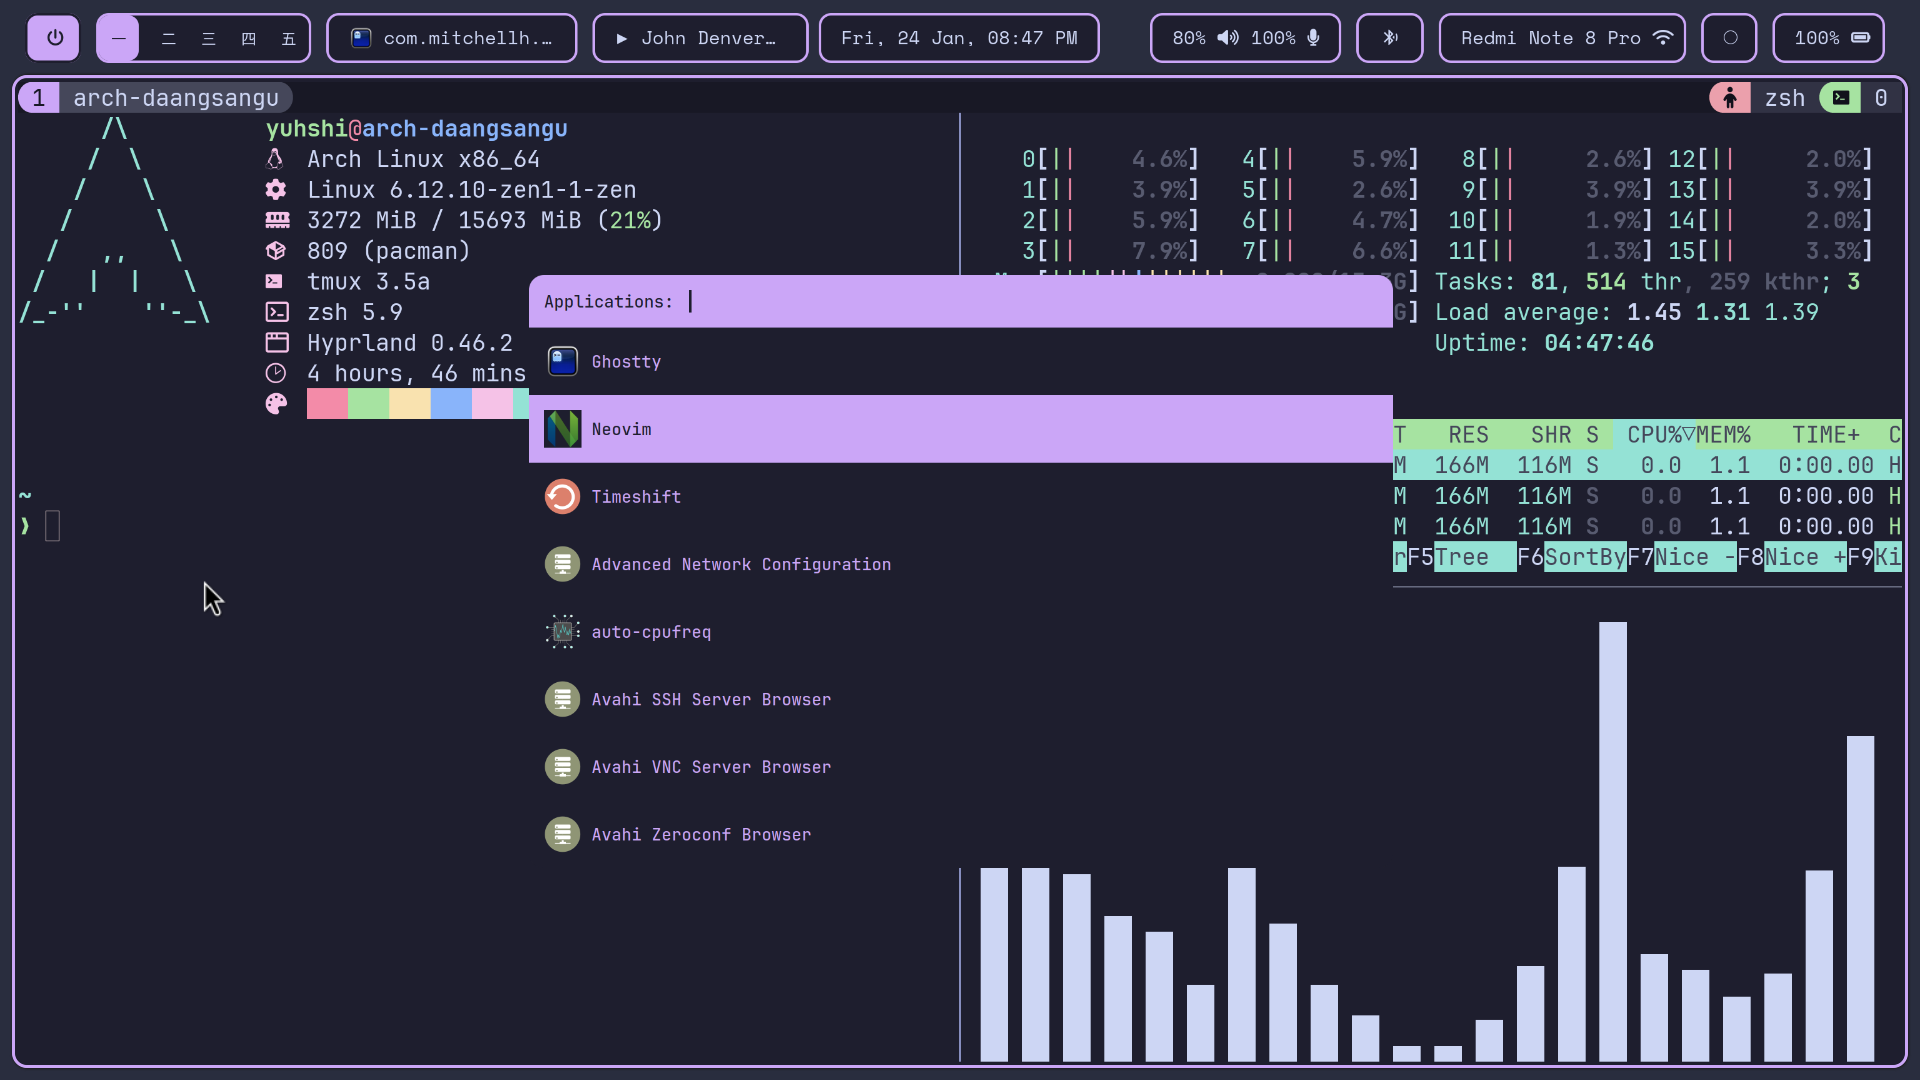 一 二 三 四 五 com.mitchellh.… ▶ John Denver… Fri, 24 Jan, 08:47 PM 80% 100% Redmi Note 8 Pro 100%
1 arch-daangsangu zsh 0
yuhshi@arch-daangsangu
Arch Linux x86_64
Linux 6.12.10-zen1-1-zen
3272 MiB / 15693 MiB (21%)
809 (pacman)
tmux 3.5a
zsh 5.9
Hyprland 0.46.2
4 hours, 46 mins
~
❯
0[|| 4.6%] 4[|| 5.9%] 8[|| 2.6%] 12[|| 2.0%]
1[|| 3.9%] 5[|| 2.6%] 9[|| 3.9%] 13[|| 3.9%]
2[|| 5.9%] 6[|| 4.7%] 10[|| 1.9%] 14[|| 2.0%]
3[|| 7.9%] 7[|| 6.6%] 11[|| 1.3%] 15[|| 3.3%]
G] Tasks: 81, 514 thr, 259 kthr; 3
G] Load average: 1.45 1.31 1.39
Uptime: 04:47:46
Applications:
Ghostty
Neovim
Timeshift
Advanced Network Configuration
auto-cpufreq
Avahi SSH Server Browser
Avahi VNC Server Browser
Avahi Zeroconf Browser
T RES SHR S CPU%▽MEM% TIME+ C
M 166M 116M S 0.0 1.1 0:00.00 H
M 166M 116M S 0.0 1.1 0:00.00 H
M 166M 116M S 0.0 1.1 0:00.00 H
rF5Tree F6SortByF7Nice -F8Nice +F9Ki